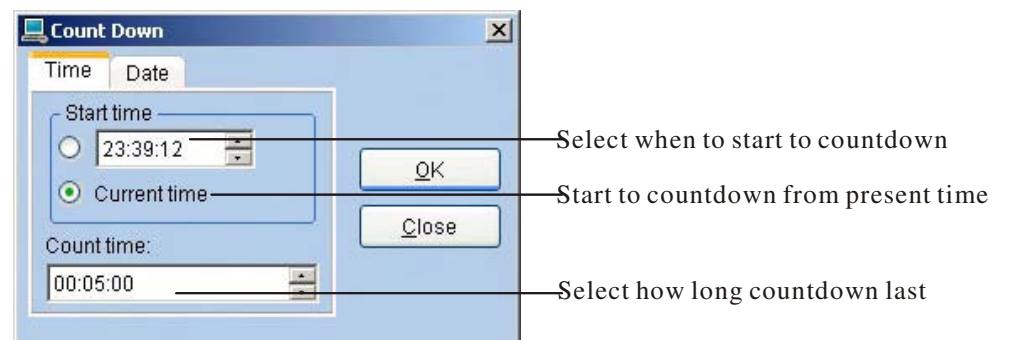 Count Down
Time
Date
Start time
23:39:12
Current time
Count time:
00:05:00
OK
Close
Select when to start to countdown
Start to countdown from present time
Select how long countdown last